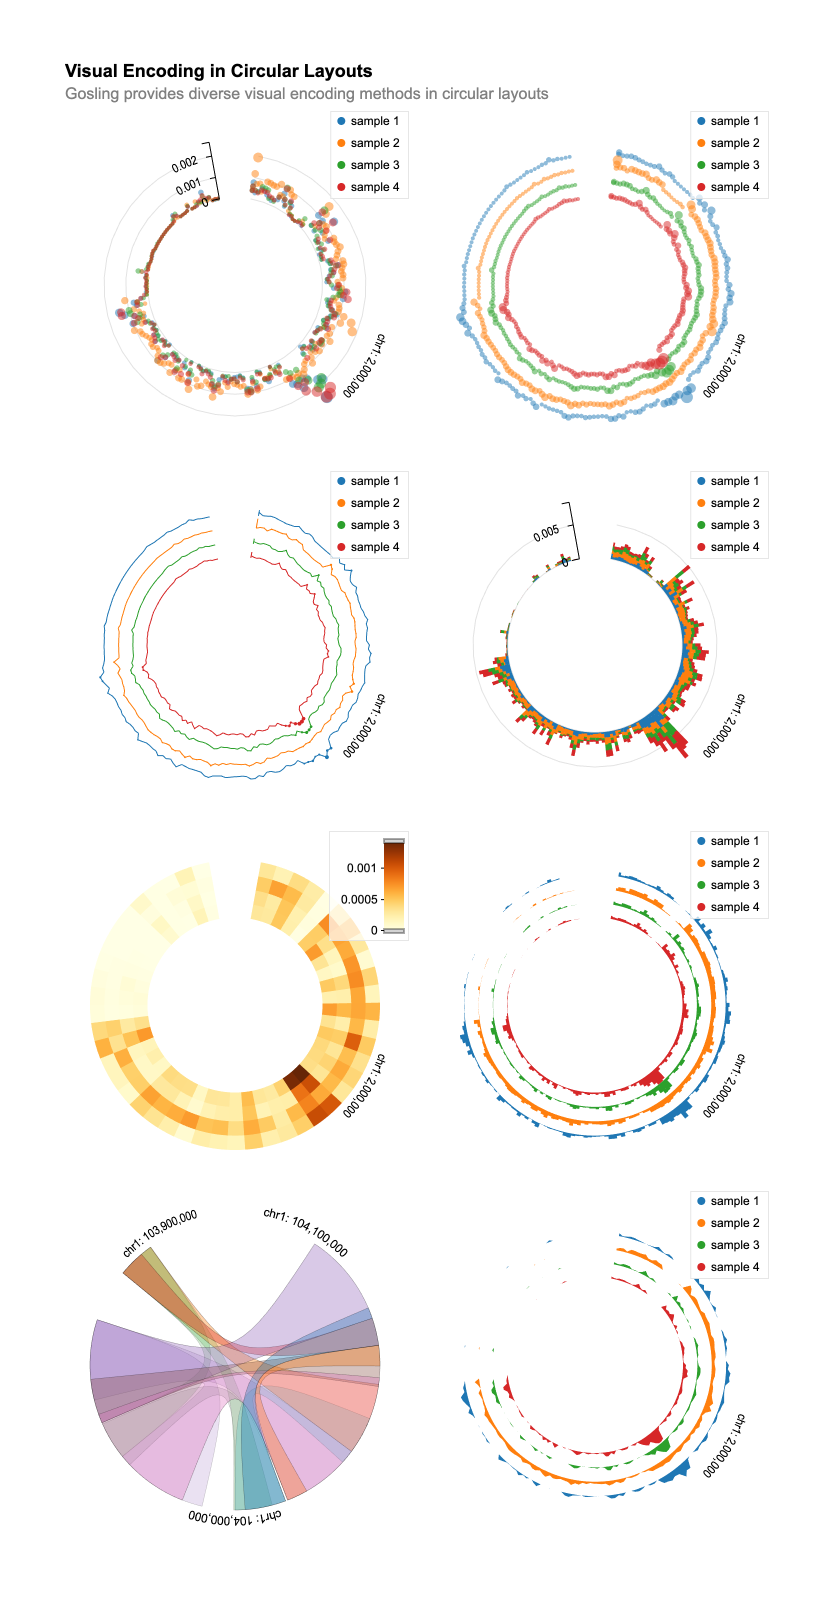 Visual Encoding in Circular Layouts
Gosling provides diverse visual encoding methods in circular layouts
sample 1
sample 2
sample 3
sample 4
0.002
0.001
0
chr1: 2,000,000
sample 1
sample 2
sample 3
sample 4
chr1: 2,000,000
sample 1
sample 2
sample 3
sample 4
chr1: 2,000,000
sample 1
sample 2
sample 3
sample 4
0.005
0
chr1: 2,000,000
0.001
0.0005
0
chr1: 2,000,000
sample 1
sample 2
sample 3
sample 4
chr1: 2,000,000
chr1: 103,900,000
chr1: 104,100,000
chr1: 104,000,000
sample 1
sample 2
sample 3
sample 4
chr1: 2,000,000